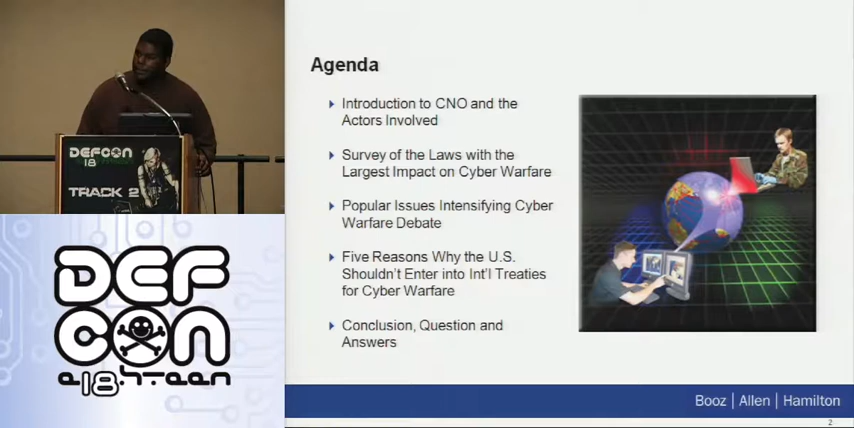 DEFCON
18
TRACK 2
DEF
CON
Agenda
Introduction to CNO and the
Actors Involved
Survey of the Laws with the
Largest Impact on Cyber Warfare
Popular Issues Intensifying Cyber
Warfare Debate
Five Reasons Why the U.S.
Shouldn't Enter into Int'l Treaties
for Cyber Warfare
Conclusion, Question and
Answers
Booz | Allen | Hamilton
2